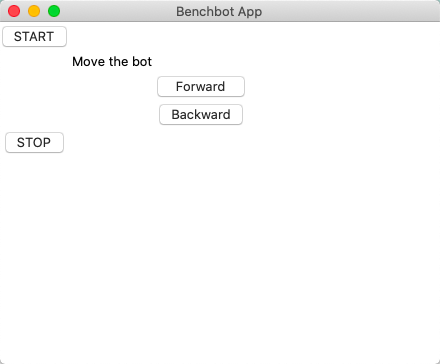 Benchbot App
START
Move the bot
Forward
Backward
STOP